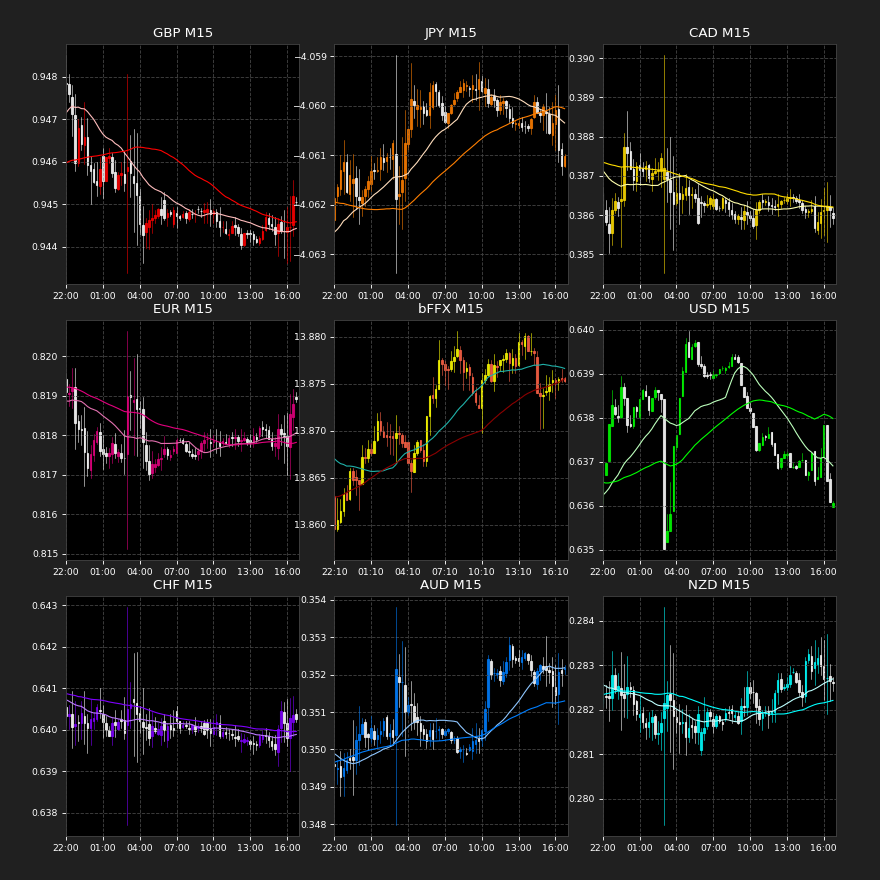 GBP M15
0.948
0.947
0.946
0.945
0.944
22:00 01:00 04:00 07:00 10:00 13:00 16:00
JPY M15
−4.059
−4.060
−4.061
−4.062
−4.063
22:00 01:00 04:00 07:00 10:00 13:00 16:00
CAD M15
0.390
0.389
0.388
0.387
0.386
0.385
22:00 01:00 04:00 07:00 10:00 13:00 16:00
EUR M15
0.820
0.819
0.818
0.817
0.816
0.815
22:00 01:00 04:00 07:00 10:00 13:00 16:00
bFFX M15
13.880
13.875
13.870
13.865
13.860
22:10 01:10 04:10 07:10 10:10 13:10 16:10
USD M15
0.640
0.639
0.638
0.637
0.636
0.635
22:00 01:00 04:00 07:00 10:00 13:00 16:00
CHF M15
0.643
0.642
0.641
0.640
0.639
0.638
22:00 01:00 04:00 07:00 10:00 13:00 16:00
AUD M15
0.354
0.353
0.352
0.351
0.350
0.349
0.348
22:00 01:00 04:00 07:00 10:00 13:00 16:00
NZD M15
0.284
0.283
0.282
0.281
0.280
22:00 01:00 04:00 07:00 10:00 13:00 16:00